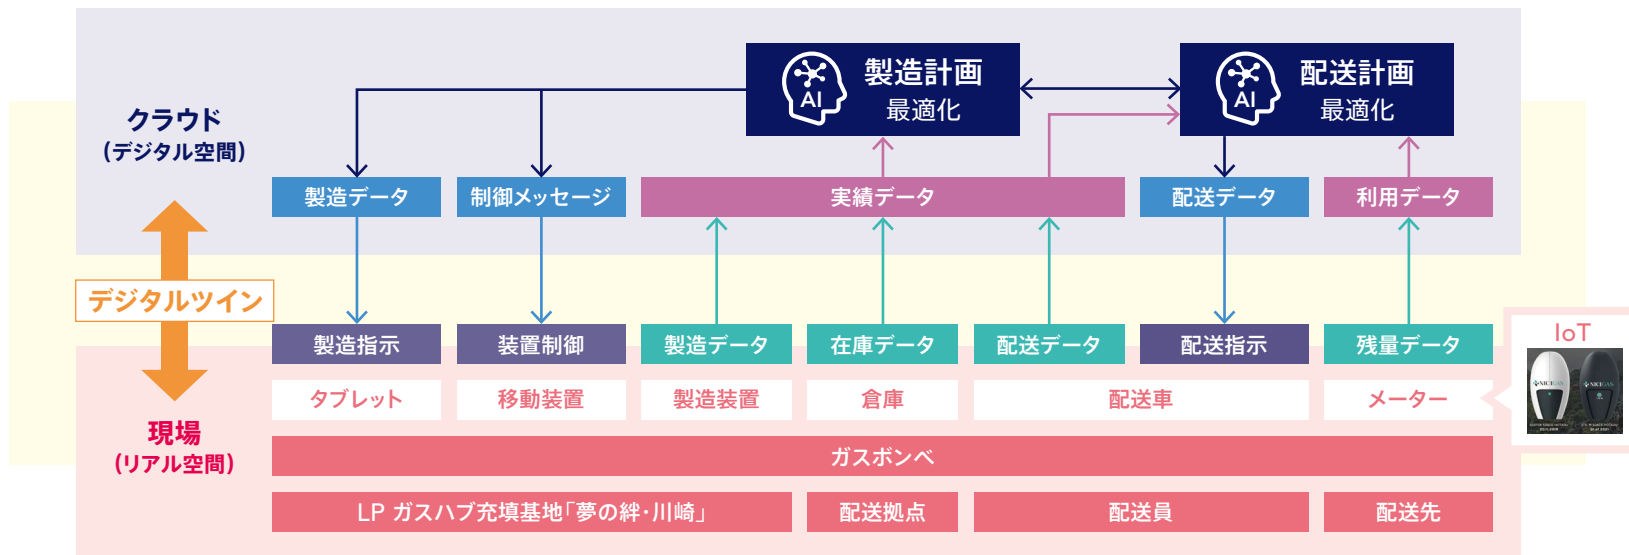 AI
製造計画
最適化
AI
配送計画
最適化
クラウド
(デジタル空間)
製造データ
制御メッセージ
実績データ
配送データ
利用データ
デジタルツイン
製造指示
装置制御
製造データ
在庫データ
配送データ
配送指示
残量データ
IoT
タブレット
移動装置
製造装置
倉庫
配送車
メーター
NICIGAS
NICIGAS
現場
(リアル空間)
ガスボンベ
LP ガスハブ充填基地「夢の絆・川崎」
配送拠点
配送員
配送先